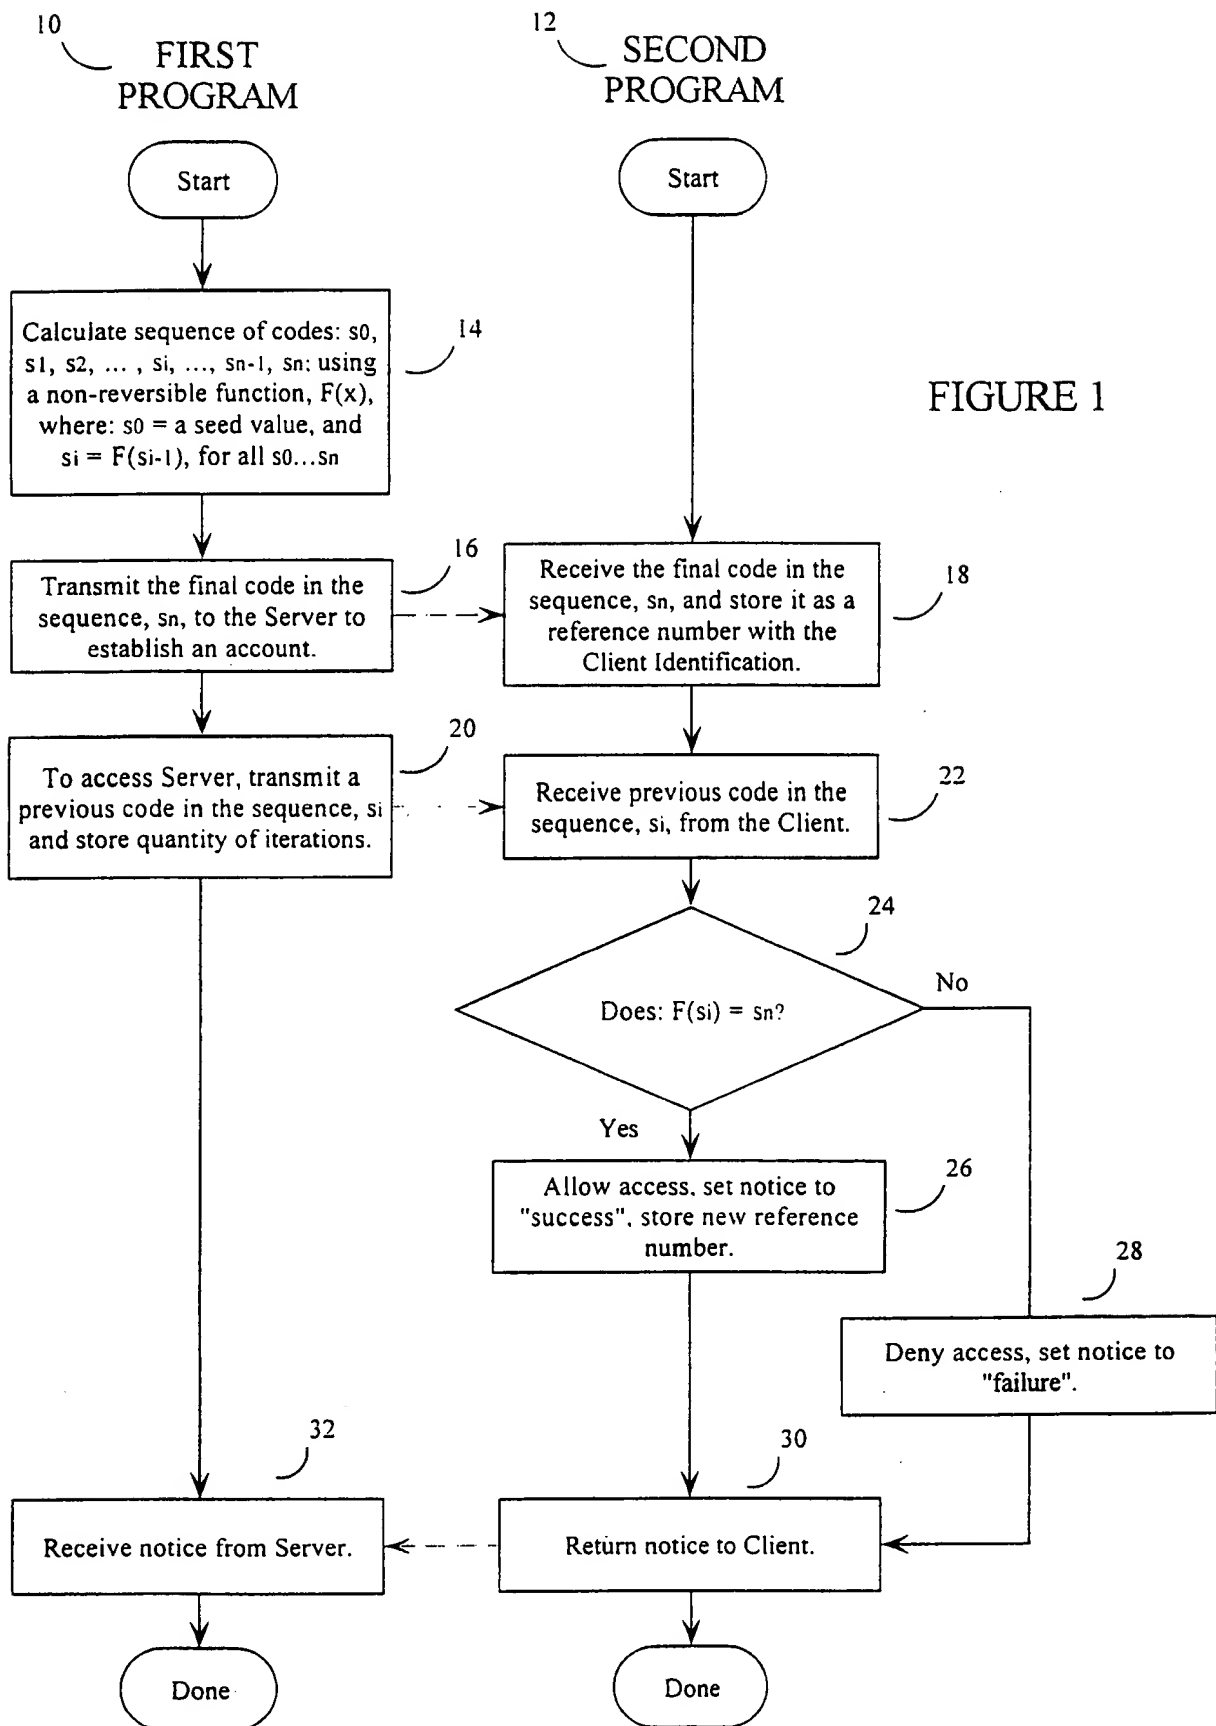 10
FIRST
PROGRAM
12
SECOND
PROGRAM
Start
Start
Calculate sequence of codes: s0,
s1, s2, ... , si, ..., sn-1, sn; using
a non-reversible function, F(x),
where: s0 = a seed value, and
si = F(si-1), for all s0...sn
14
FIGURE 1
Transmit the final code in the
sequence, sn, to the Server to
establish an account.
16
Receive the final code in the
sequence, sn, and store it as a
reference number with the
Client Identification.
18
To access Server, transmit a
previous code in the sequence, si
and store quantity of iterations.
20
Receive previous code in the
sequence, si, from the Client.
22
24
Does: F(si) = sn?
No
Yes
Allow access, set notice to
"success", store new reference
number.
26
28
Deny access, set notice to
"failure".
32
30
Receive notice from Server.
Return notice to Client.
Done
Done